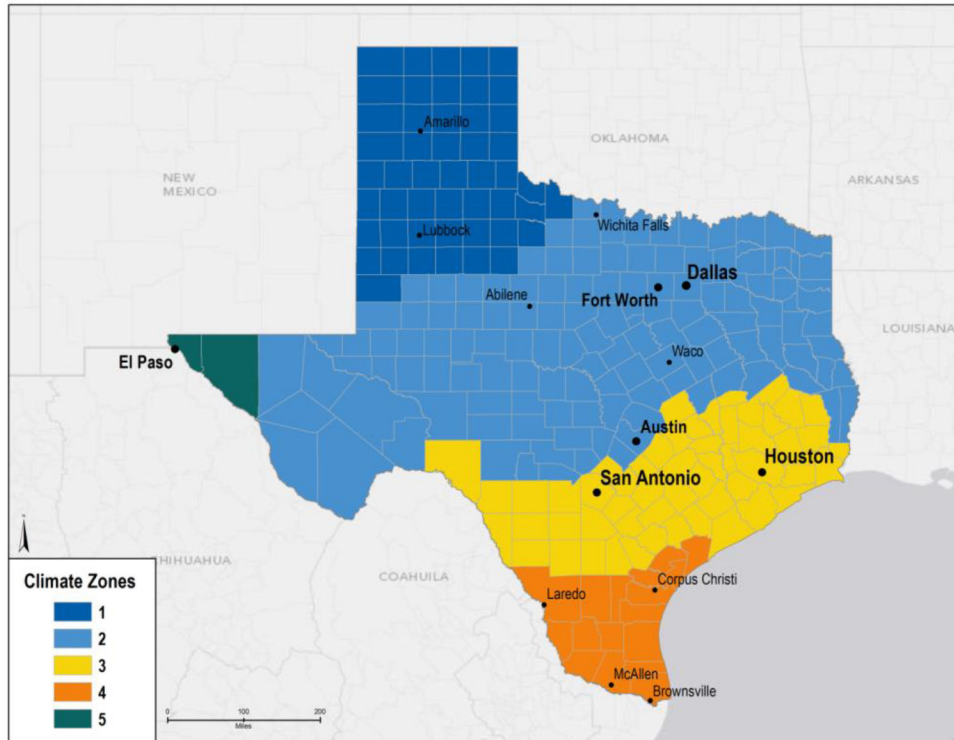 OKLAHOMA
Amarillo
NEW
MEXICO
ARKANSAS
Lubbock
Wichita Falls
Dallas
Fort Worth
Abilene
LOUISIANA
El Paso
Waco
Austin
Houston
San Antonio
CHIHUAHUA
COAHUILA
Corpus Christi
Laredo
McAllen
Brownsville
Climate Zones
1
2
3
4
5
0 100 200
Miles